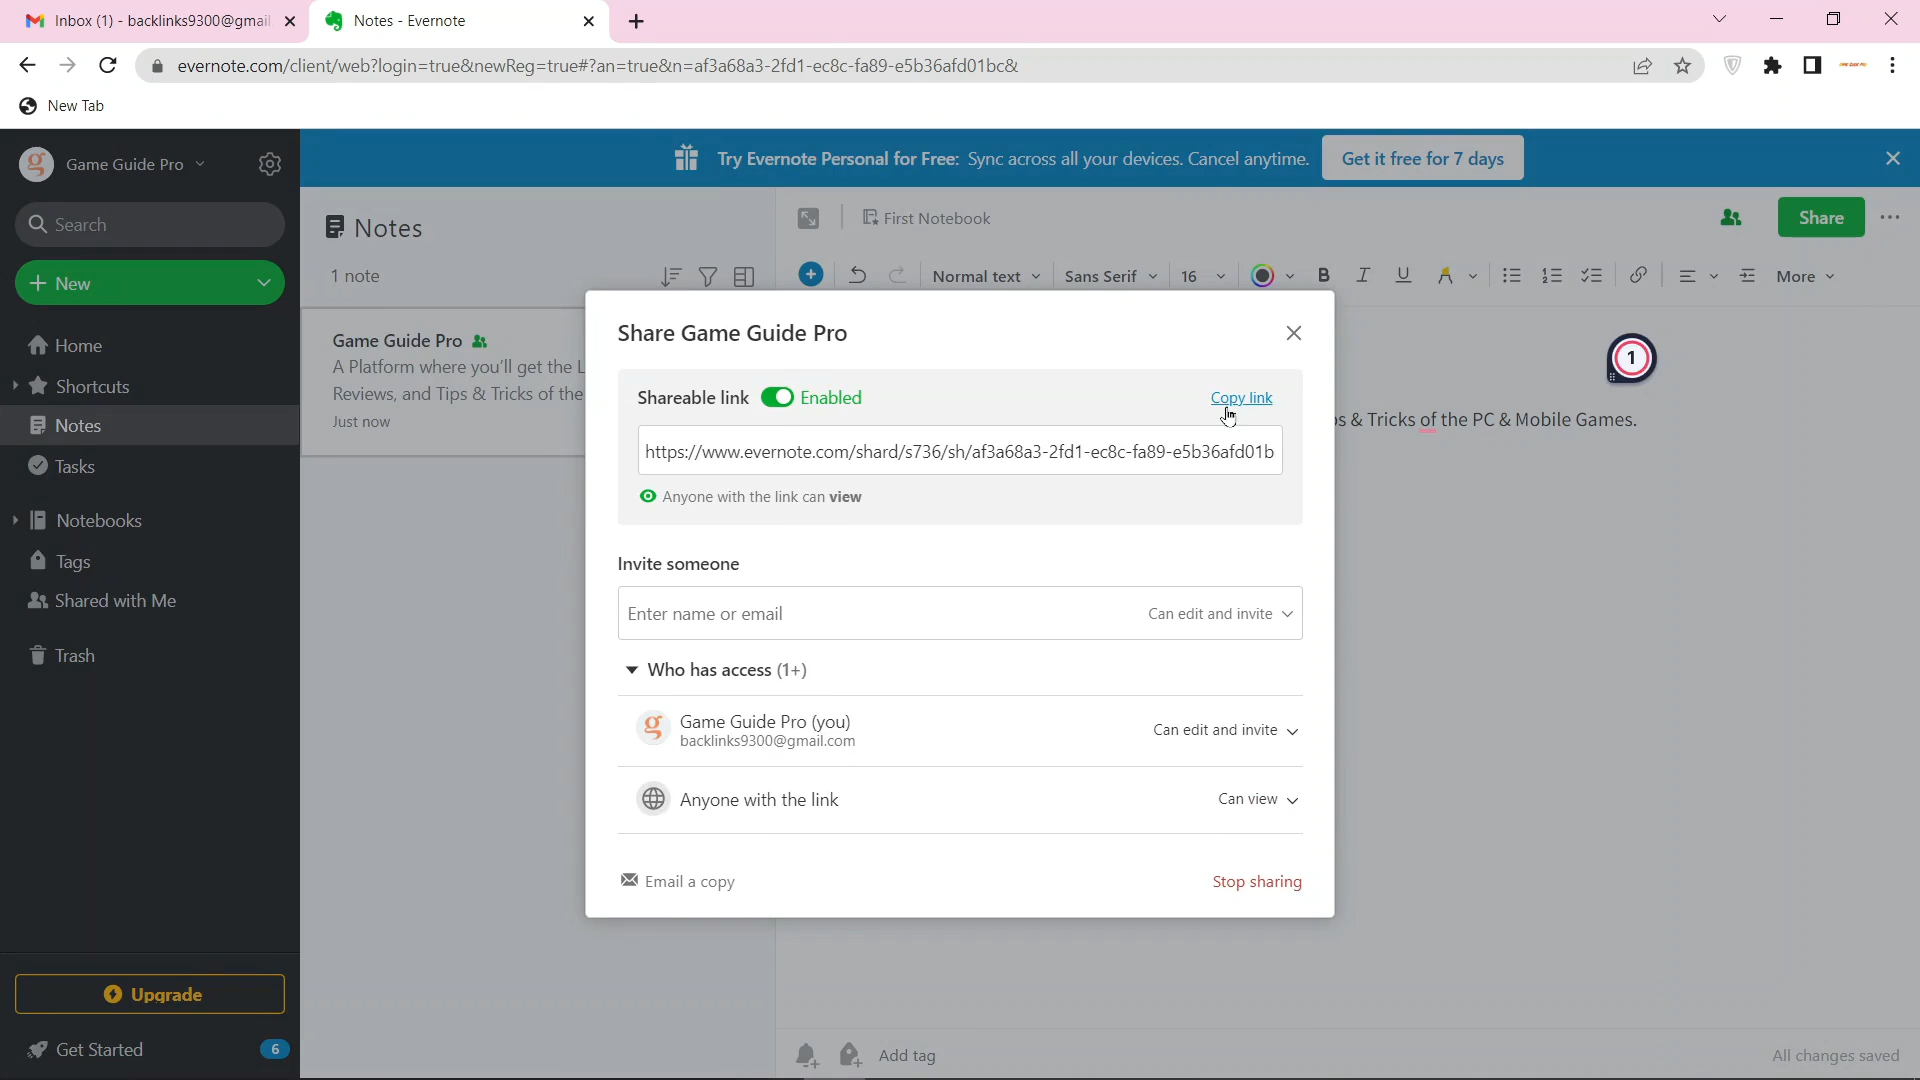 Inbox (1) - backlinks9300@gmail
Notes - Evernote
evernote.com/client/web?login=true&newReg=true#?an=true&n=af3a68a3-2fd1-ec8c-fa89-e5b36afd01bc&
New Tab
Game Guide Pro
Try Evernote Personal for Free: Sync across all your devices. Cancel anytime.
Get it free for 7 days
Search
Notes
First Notebook
Share
New
1 note
Normal text
Sans Serif
16
B I U
More
Home
Shortcuts
Notes
Tasks
Notebooks
Tags
Shared with Me
Trash
Upgrade
Get Started
6
Game Guide Pro
A Platform where you'll get the L
Reviews, and Tips & Tricks of the
Just now
Share Game Guide Pro
Shareable link
Enabled
Copy link
https://www.evernote.com/shard/s736/sh/af3a68a3-2fd1-ec8c-fa89-e5b36afd01b
Anyone with the link can view
Invite someone
Enter name or email
Can edit and invite
Who has access (1+)
Game Guide Pro (you)
backlinks9300@gmail.com
Can edit and invite
Anyone with the link
Can view
Email a copy
Stop sharing
1
s & Tricks of the PC & Mobile Games.
Add tag
All changes saved